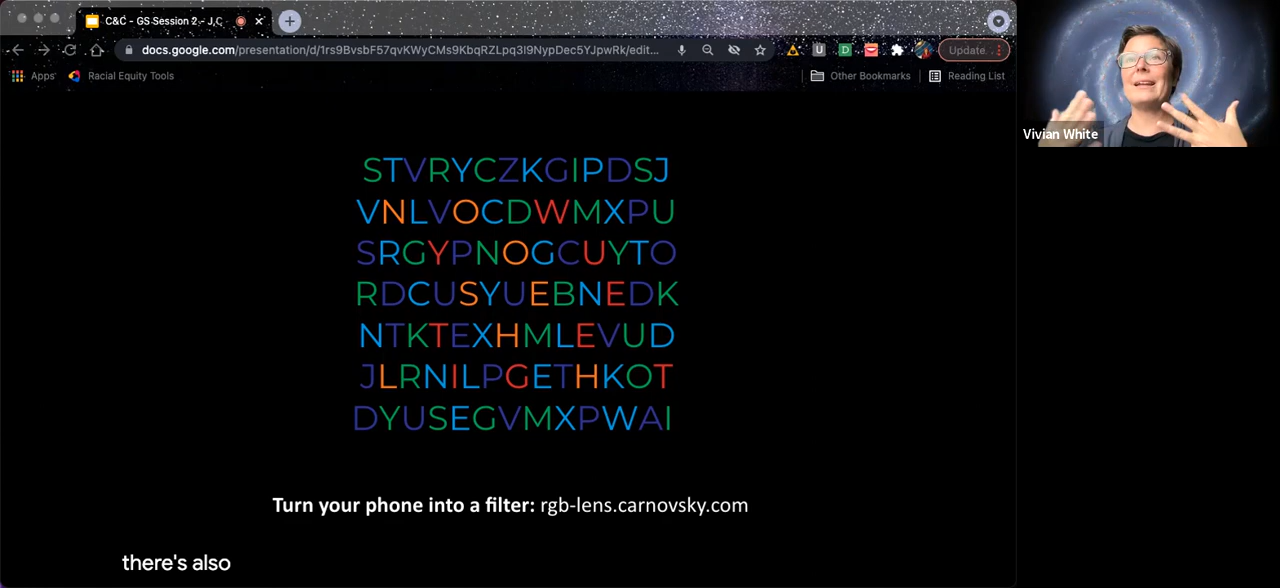 C&C - GS Session 2 - J,C
docs.google.com/presentation/d/1rs9BvsbF57qvKWyCMs9KbqRZLpq3l9NypDec5YJpwRk/edit...
Update
Apps Racial Equity Tools Other Bookmarks Reading List
Vivian White
STVRYCZKGIPDSJ
VNLVOCDWMXPU
SRGYPNOGCUYTO
RDCUSYUEBNEDK
NTKTEXHMLEVUD
JLRNILPGETHKOT
DYUSEGVMXPWAI
Turn your phone into a filter: rgb-lens.carnovsky.com
there's also